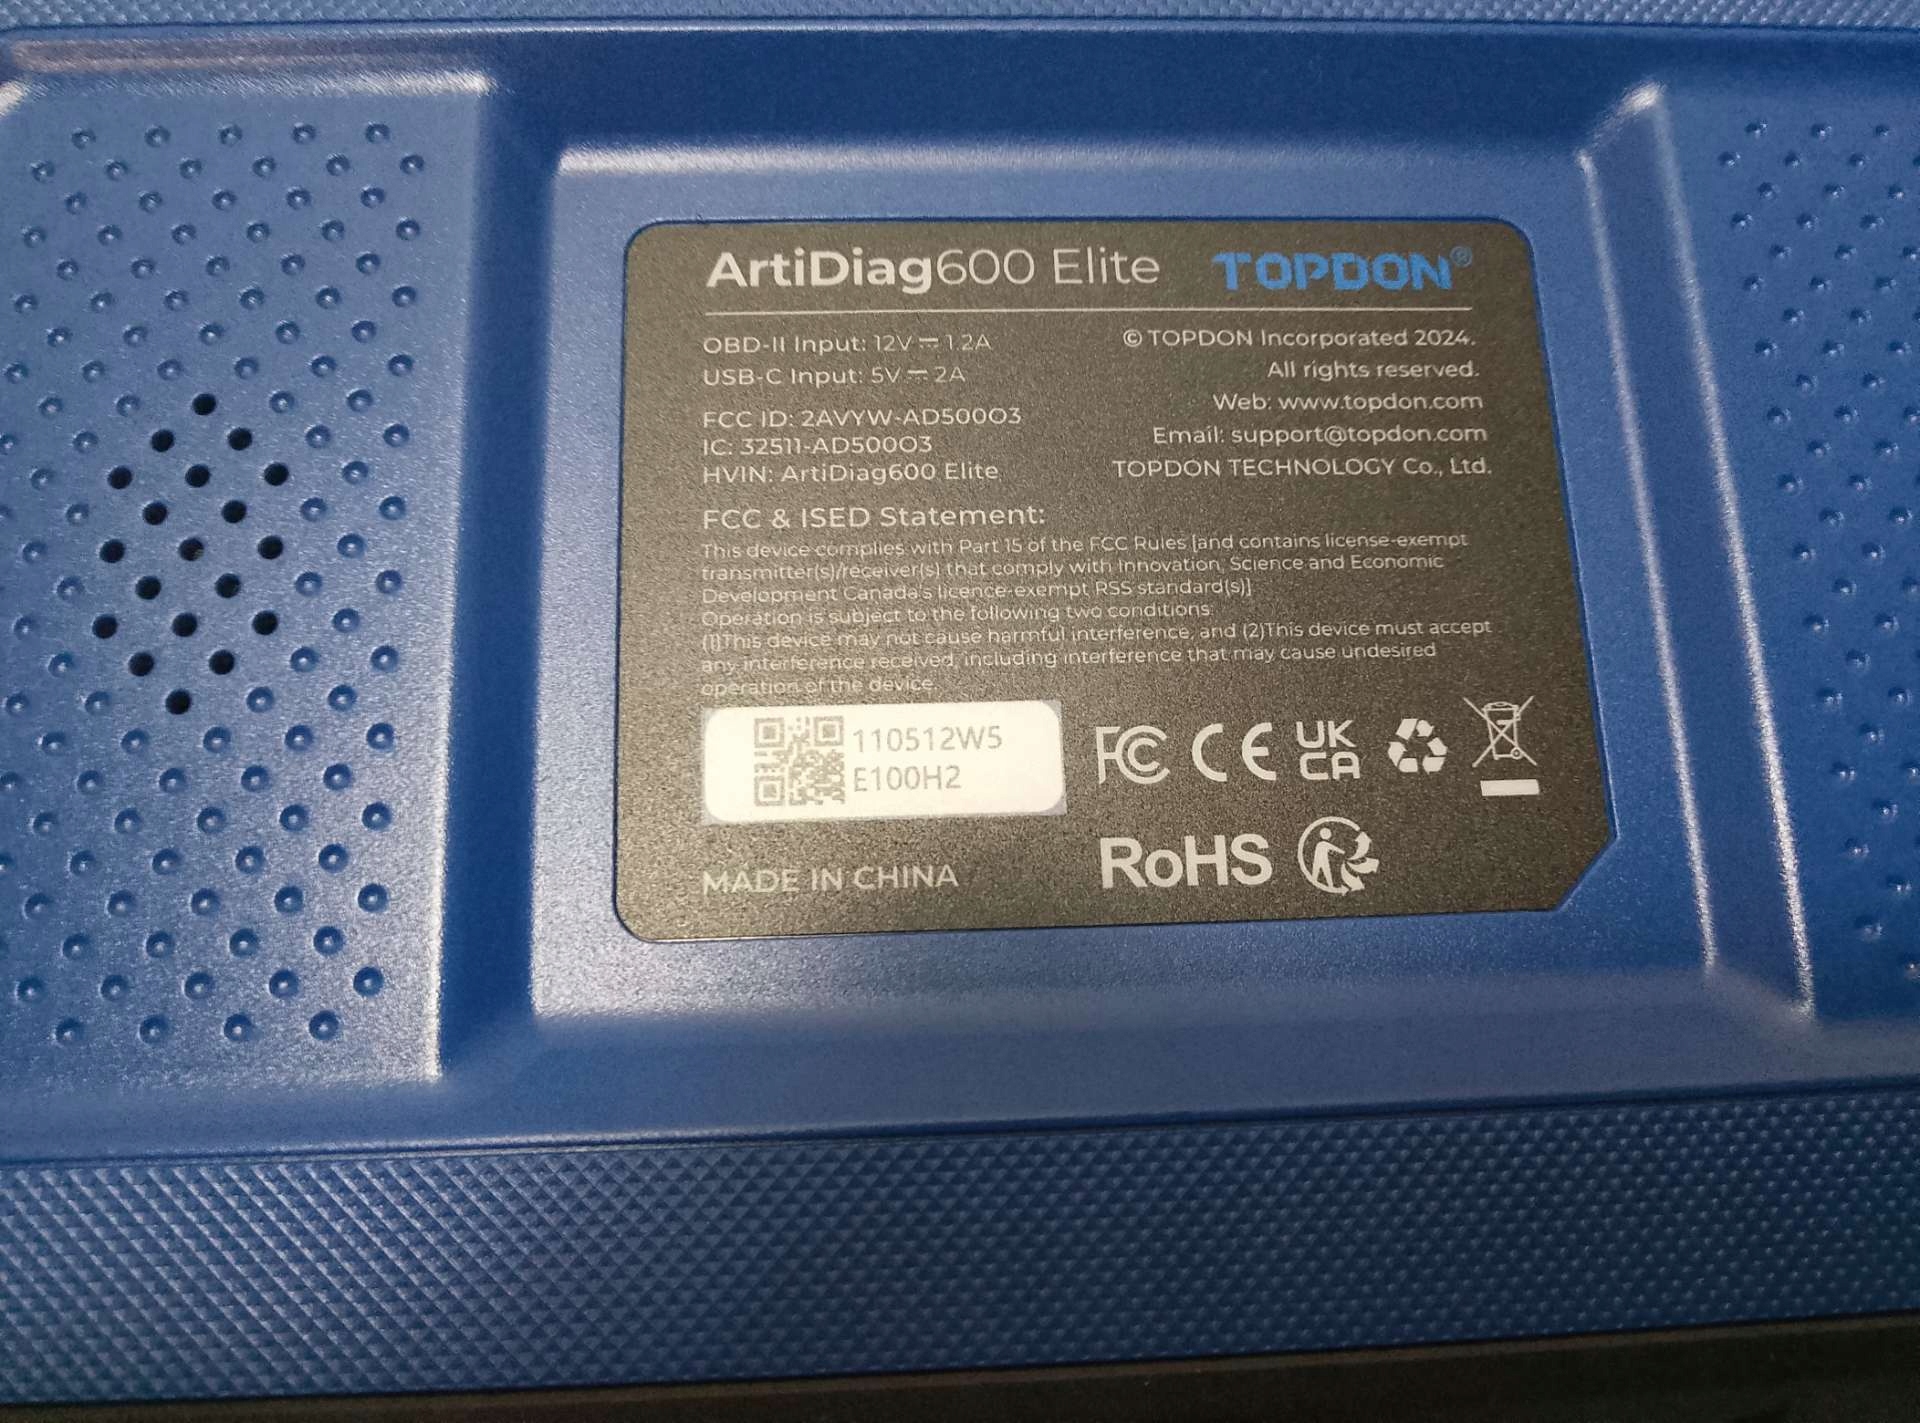 ArtiDiag600 Elite TOPDON®
OBD-II Input: 12V⎓1.2A
USB-C Input: 5V⎓2A
FCC ID: 2AVYW-AD500O3
IC: 32511-AD500O3
HVIN: ArtiDiag600 Elite
© TOPDON Incorporated 2024.
All rights reserved.
Web: www.topdon.com
Email: support@topdon.com
TOPDON TECHNOLOGY Co., Ltd.
FCC & ISED Statement:
This device complies with Part 15 of the FCC Rules [and contains license-exempt
transmitter(s)/receiver(s) that comply with Innovation, Science and Economic
Development Canada's licence-exempt RSS standard(s)]
Operation is subject to the following two conditions:
(1)This device may not cause harmful interference, and (2)This device must accept
any interference received, including interference that may cause undesired
operation of the device.
110512W5
E100H2
FC CE UK
CA
MADE IN CHINA
RoHS